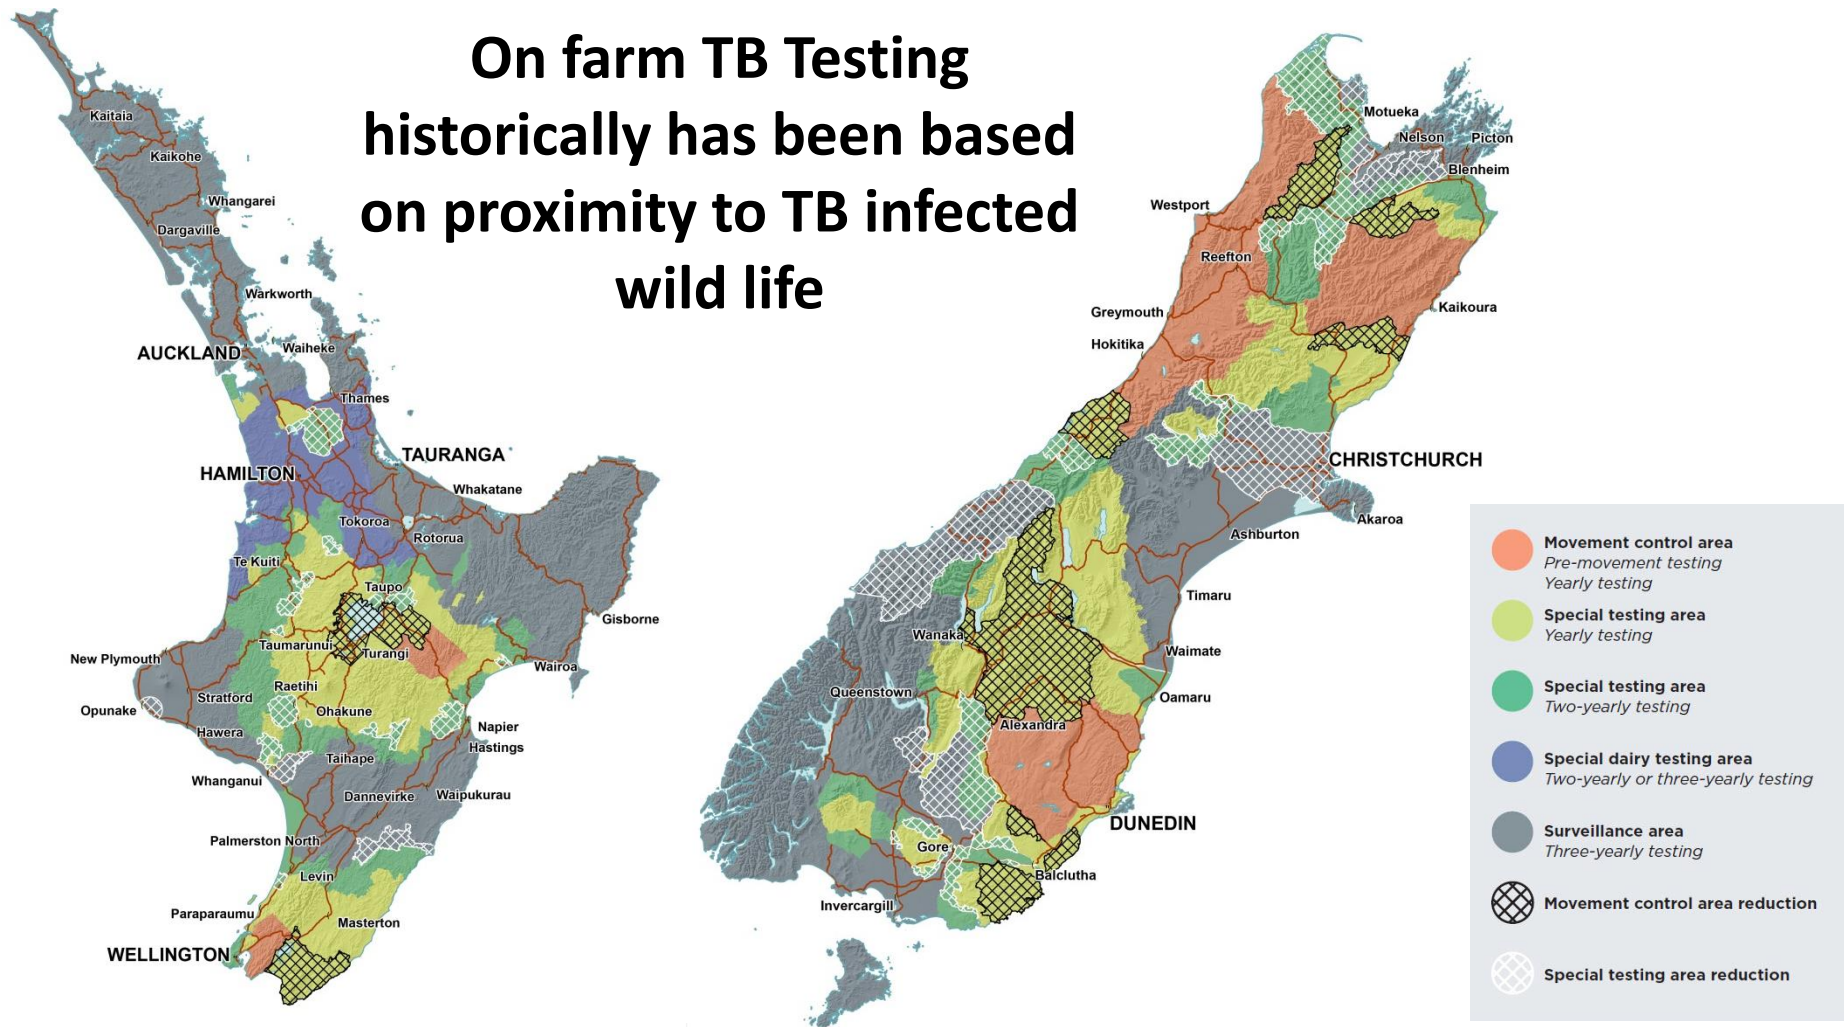 On farm TB Testing
historically has been based
on proximity to TB infected
wild life
Kaitaia
Kaikohe
Whangarei
Dargaville
Warkworth
AUCKLAND
Waiheke
Thames
TAURANGA
HAMILTON
Whakatane
Tokoroa
Rotorua
Te Kuiti
Taupo
Gisborne
Taumarunui
Turangi
New Plymouth
Wairoa
Stratford
Raetihi
Opunake
Ohakune
Napier
Hawera
Hastings
Taihape
Whanganui
Dannevirke
Waipukurau
Palmerston North
Levin
Paraparaumu
Masterton
WELLINGTON
Motueka
Nelson
Picton
Blenheim
Westport
Reefton
Kaikoura
Greymouth
Hokitika
CHRISTCHURCH
Akaroa
Ashburton
Timaru
Wanaka
Waimate
Queenstown
Oamaru
Alexandra
DUNEDIN
Gore
Balclutha
Invercargill
Movement control area
Pre-movement testing
Yearly testing
Special testing area
Yearly testing
Special testing area
Two-yearly testing
Special dairy testing area
Two-yearly or three-yearly testing
Surveillance area
Three-yearly testing
Movement control area reduction
Special testing area reduction